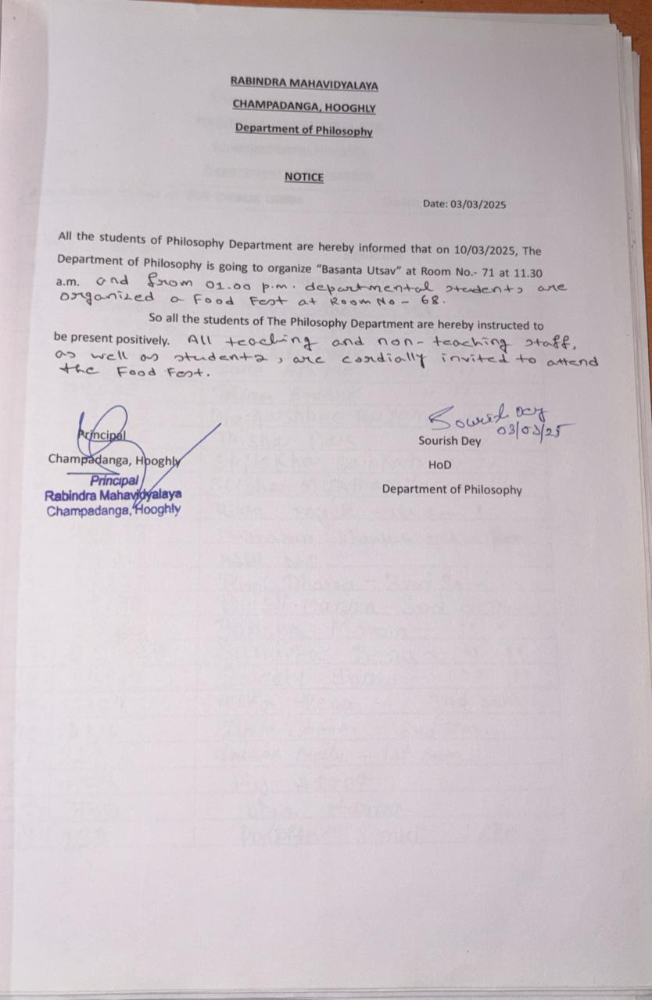 RABINDRA MAHAVIDYALAYA
CHAMPADANGA, HOOGHLY
Department of Philosophy
NOTICE
Date: 03/03/2025
All the students of Philosophy Department are hereby informed that on 10/03/2025, The
Department of Philosophy is going to organize “Basanta Utsav” at Room No.- 71 at 11.30
a.m. and from 01.00 p.m. departmental students are
organized a Food Fest at Room No - 68.
So all the students of The Philosophy Department are hereby instructed to
be present positively. All teaching and non-teaching staff,
as well as students, are cordially invited to attend
the Food Fest.
Sourish Dey
03/03/25
Principal
Champadanga, Hooghly
Principal
Rabindra Mahavidyalaya
Champadanga, Hooghly
Sourish Dey
HoD
Department of Philosophy